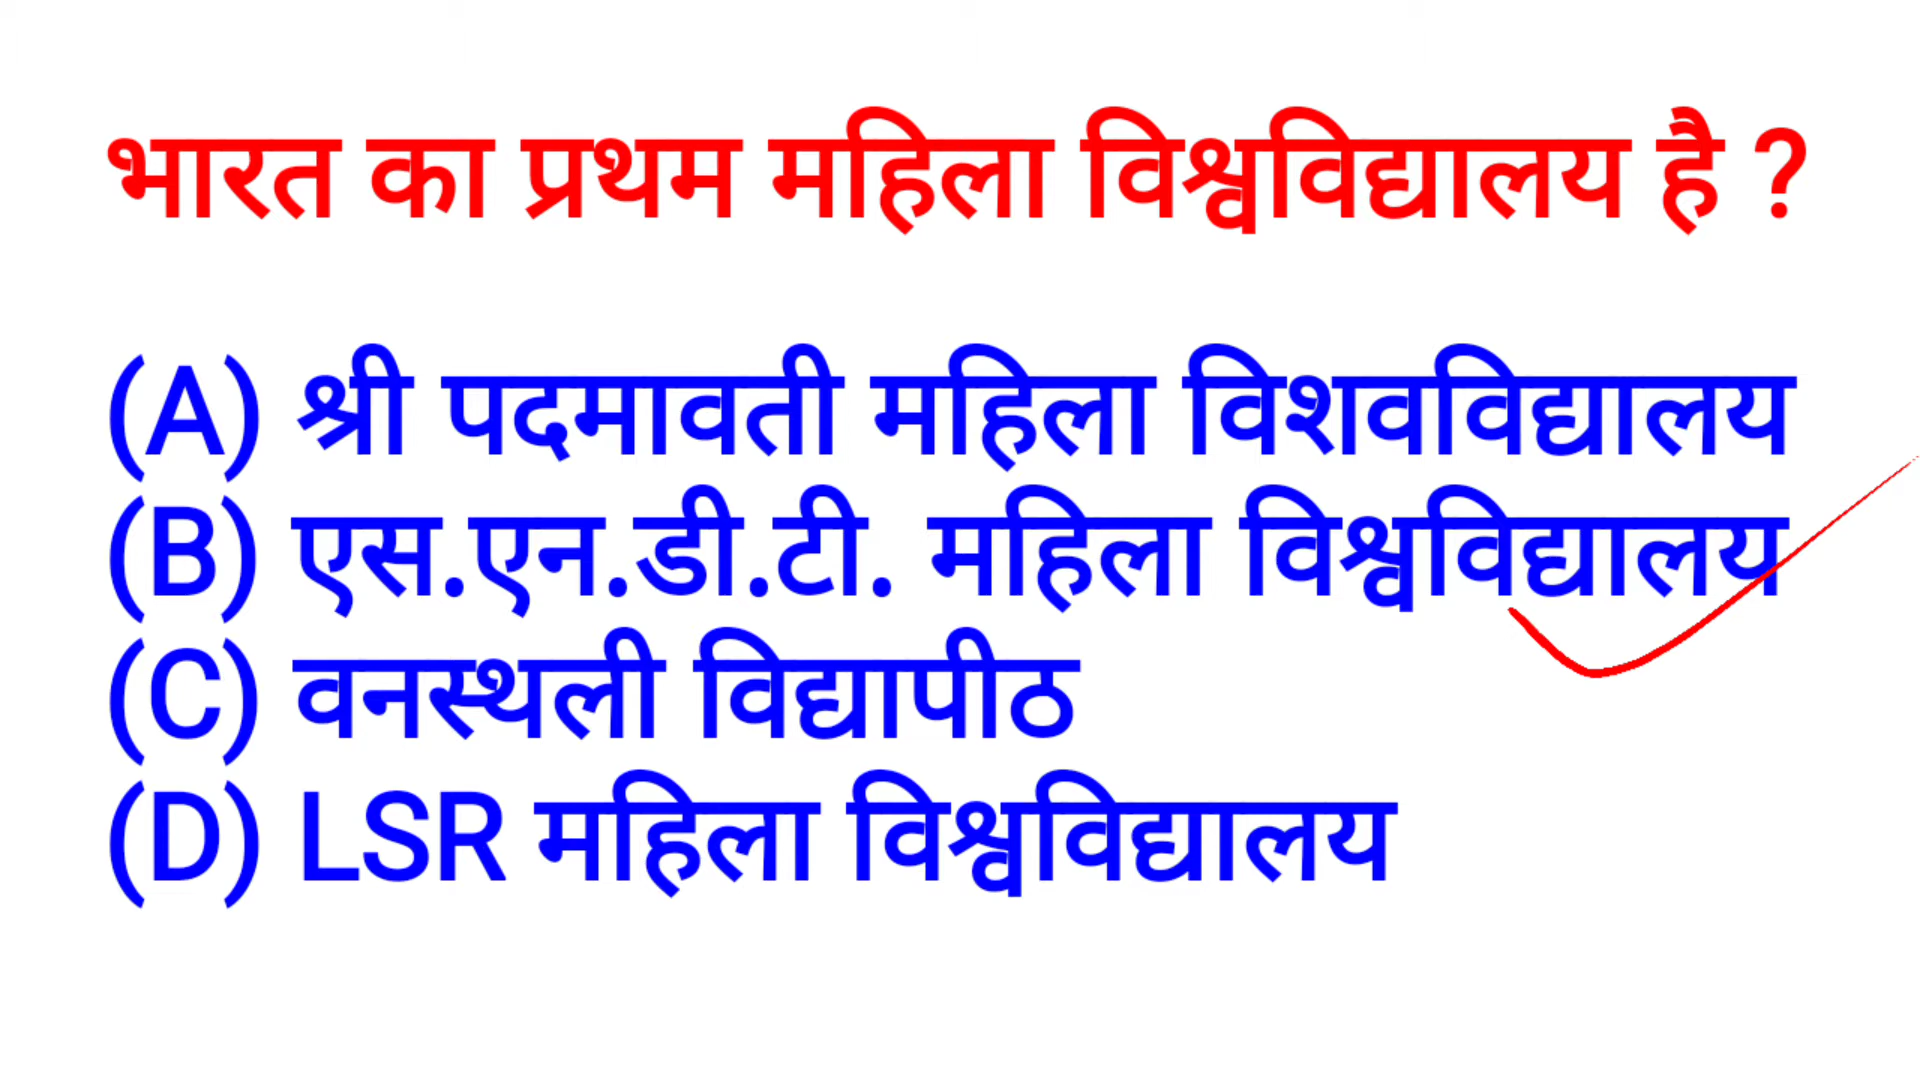 भारत का प्रथम महिला विश्वविद्यालय है ?
(A) श्री पदमावती महिला विशवविद्यालय
(B) एस.एन.डी.टी. महिला विश्वविद्यालय
(C) वनस्थली विद्यापीठ
(D) LSR महिला विश्वविद्यालय